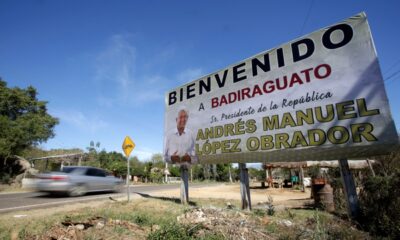 BIENVENIDO
A BADIRAGUATO
Sr. Presidente de la República
ANDRÉS MANUEL
LÓPEZ OBRADOR